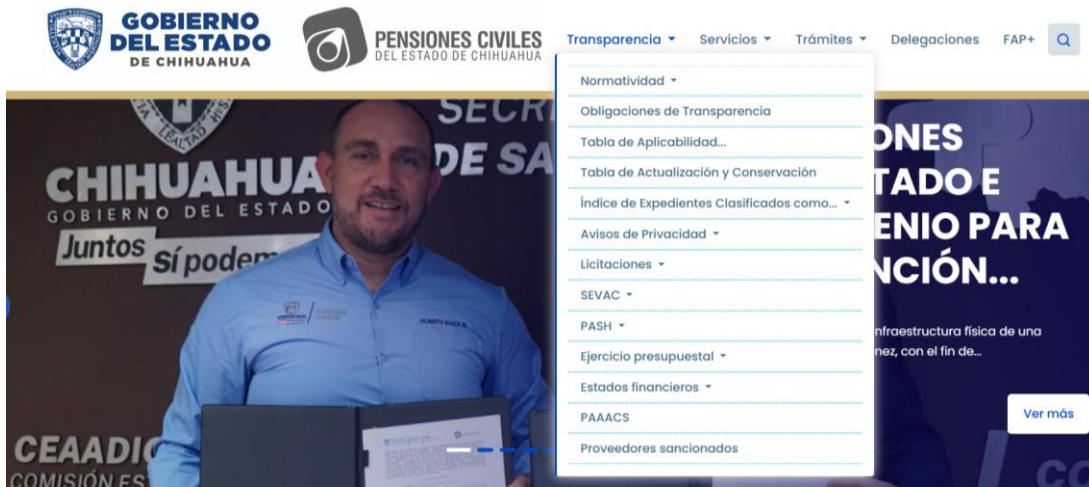 GOBIERNO
DEL ESTADO
DE CHIHUAHUA
PENSIONES CIVILES
DEL ESTADO DE CHIHUAHUA
Transparencia Servicios Trámites Delegaciones FAP+
Normatividad
Obligaciones de Transparencia
Tabla de Aplicabilidad...
Tabla de Actualización y Conservación
Índice de Expedientes Clasificados como...
Avisos de Privacidad
Licitaciones
SEVAC
PASH
Ejercicio presupuestal
Estados financieros
PAAACS
Proveedores sancionados
DE SA
CHIHUAHUA
GOBIERNO DEL ESTADO
Juntos
Sí podem
CEAADIC
COMISIÓN ES
ONES
TADO E
ENIO PARA
NCIÓN...
nfraestructura física de una
nez, con el fin de...
Ver más